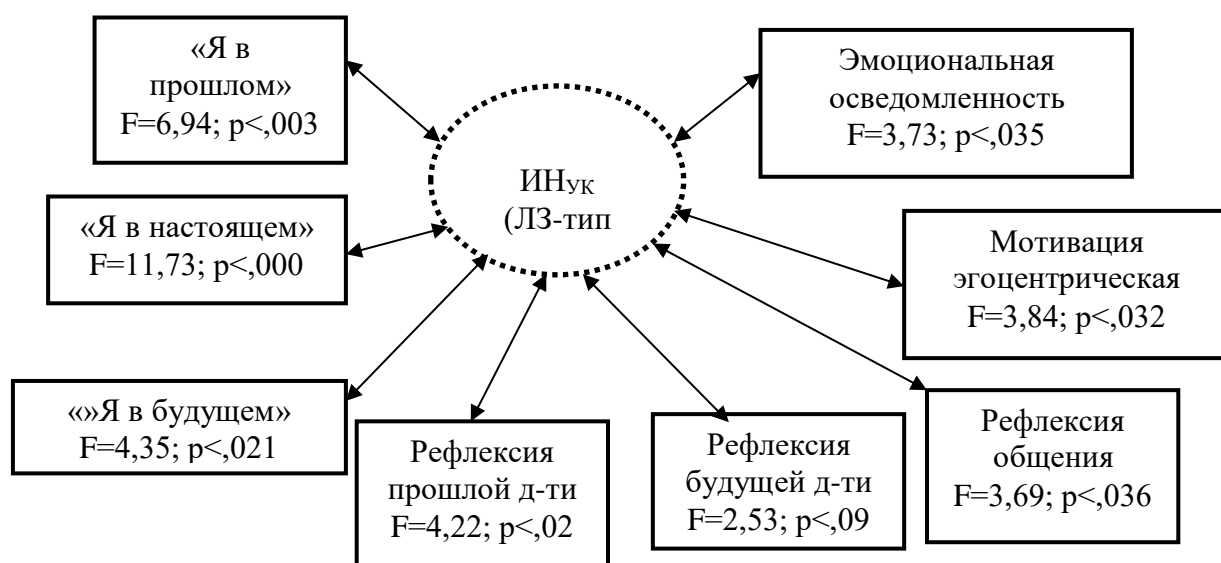 «Я в
прошлом»
F=6,94; p<,003
Эмоциональная
осведомленность
F=3,73; p<,035
ИНУК
(ЛЗ-тип
«Я в настоящем»
F=11,73; p<,000
Мотивация
эгоцентрическая
F=3,84; p<,032
«»Я в будущем»
F=4,35; p<,021
Рефлексия
прошлой д-ти
F=4,22; p<,02
Рефлексия
будущей д-ти
F=2,53; p<,09
Рефлексия
общения
F=3,69; p<,036